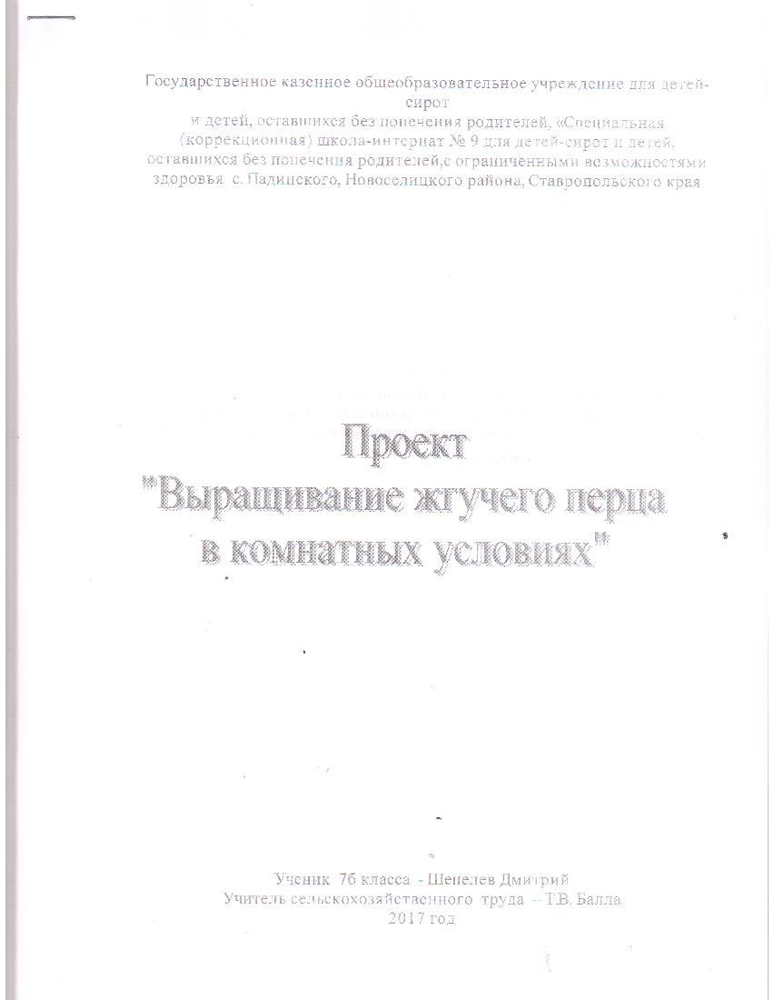 Государственное казенное общеобразовательное учреждение для детей-
сирот
и детей, оставшихся без попечения родителей, «Специальная
(коррекционная) школа-интернат № 9 для детей-сирот и детей,
оставшихся без попечения родителей,с ограниченными возможностями
здоровья с. Падинского, Новоселицкого района, Ставропольского края
Проект
"Выращивание жгучего перца
в комнатных условиях"
Ученик 7б класса - Шепелев Дмитрий
Учитель сельскохозяйственного труда – Т.В. Балла
2017 год